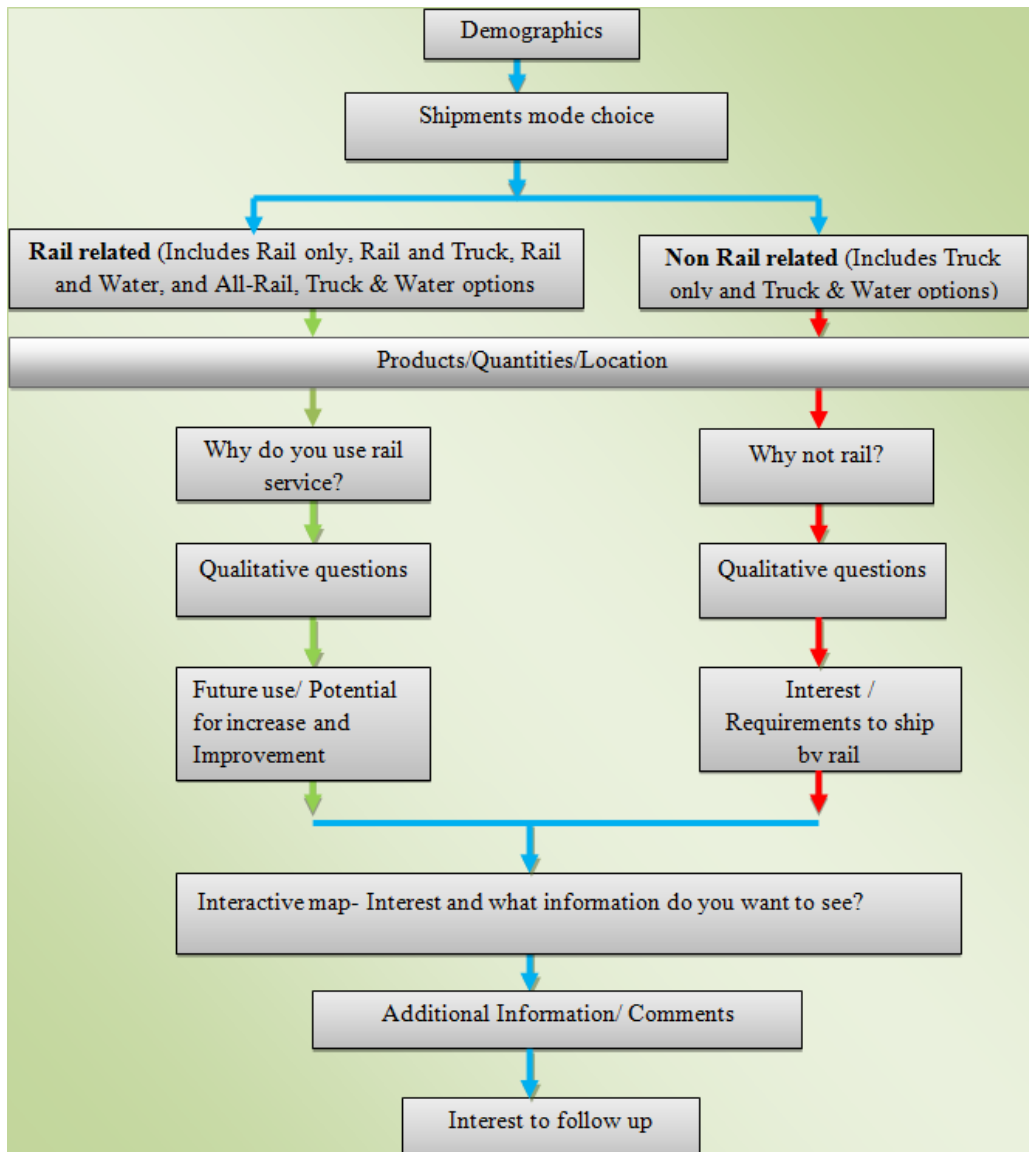 Demographics
Shipments mode choice
Rail related (Includes Rail only, Rail and Truck, Rail
and Water, and All-Rail, Truck & Water options
Non Rail related (Includes Truck
only and Truck & Water options)
Products/Quantities/Location
Why do you use rail
service?
Why not rail?
Qualitative questions
Qualitative questions
Future use/ Potential
for increase and
Improvement
Interest /
Requirements to ship
by rail
Interactive map- Interest and what information do you want to see?
Additional Information/ Comments
Interest to follow up